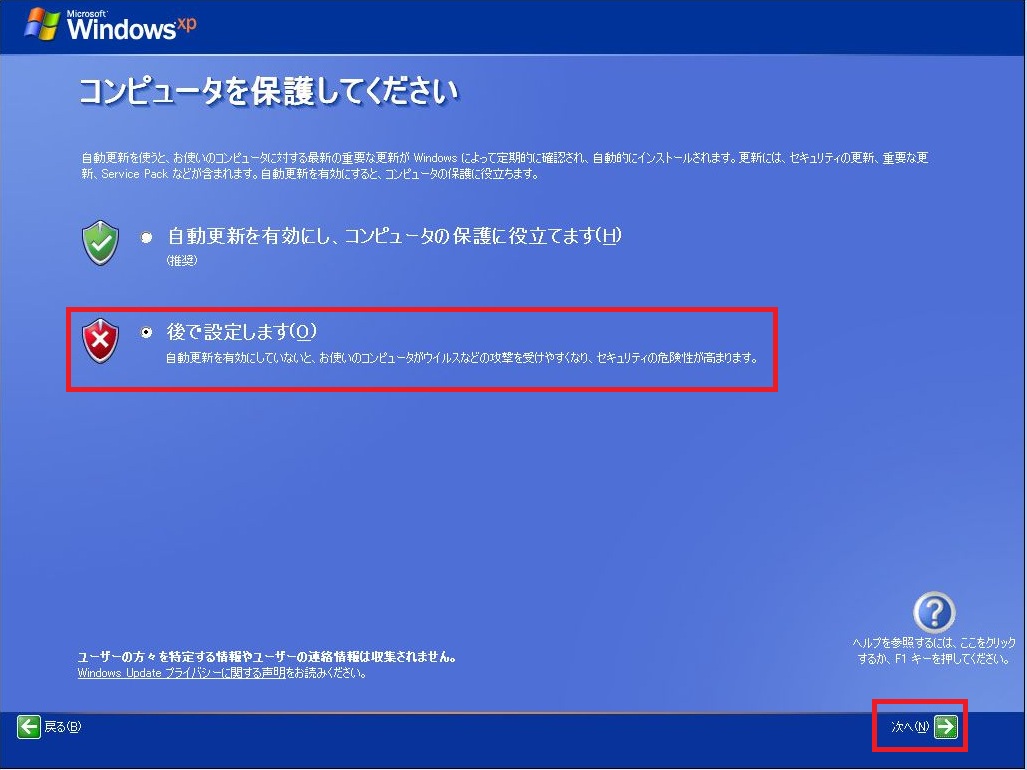 Microsoft
Windows xp
コンピュータを保護してください
自動更新を使うと、お使いのコンピュータに対する最新の重要な更新が Windows によって定期的に確認され、自動的にインストールされます。更新には、セキュリティの更新、重要な更
新、Service Pack などが含まれます。自動更新を有効にすると、コンピュータの保護に役立ちます。
自動更新を有効にし、コンピュータの保護に役立てます(H)
(推奨)
後で設定します(O)
自動更新を有効にしていないと、お使いのコンピュータがウイルスなどの攻撃を受けやすくなり、セキュリティの危険性が高まります。
ヘルプを参照するには、ここをクリック
するか、F1 キーを押してください。
ユーザーの方々を特定する情報やユーザーの連絡情報は収集されません。
Windows Update プライバシーに関する声明をお読みください。
戻る(B)
次へ(N)